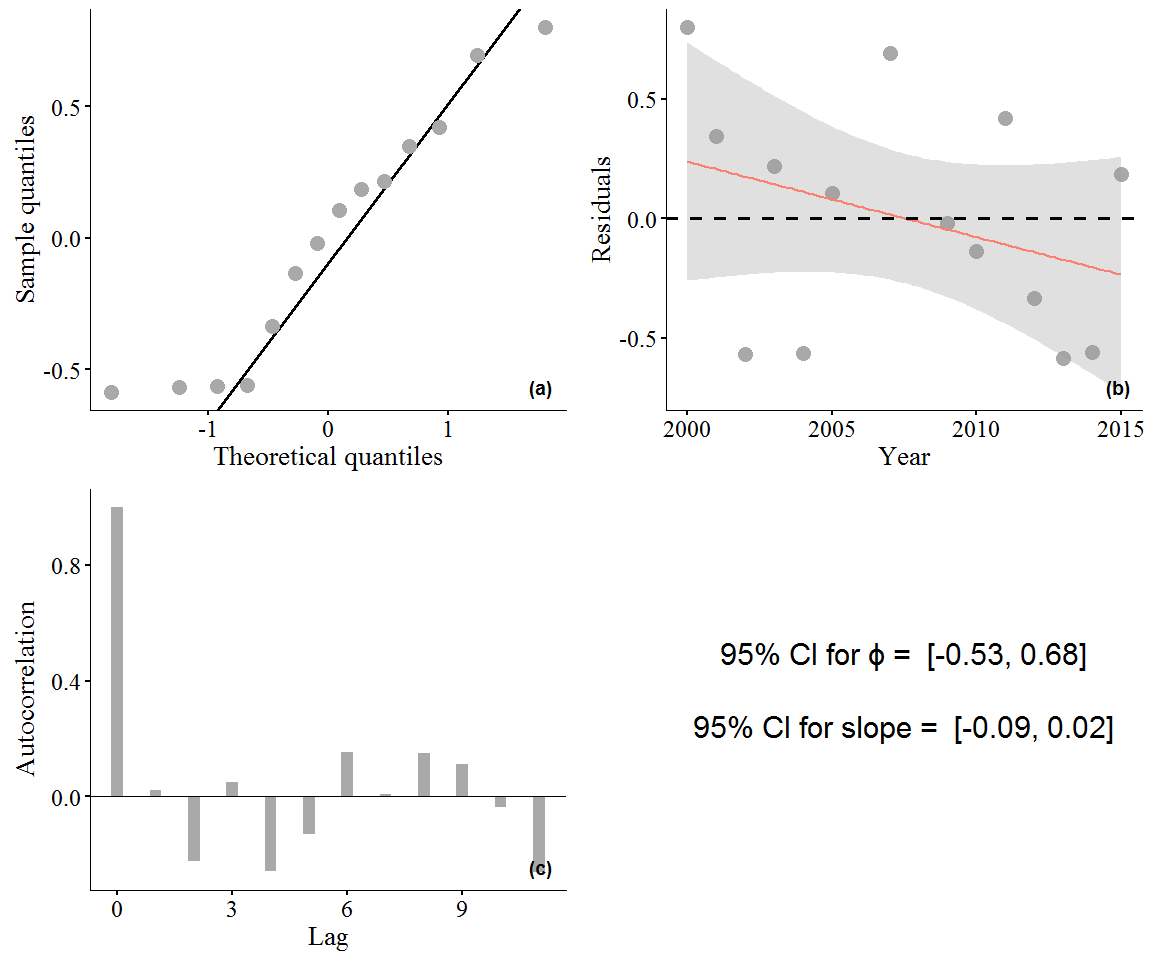 Sample quantiles
0.5
0.0
-0.5
-1
0
1
Theoretical quantiles
(a)
Residuals
0.5
0.0
-0.5
2000
2005
2010
2015
Year
(b)
Autocorrelation
0.8
0.4
0.0
0
3
6
9
Lag
(c)
95% CI for ϕ = [-0.53, 0.68]
95% CI for slope = [-0.09, 0.02]